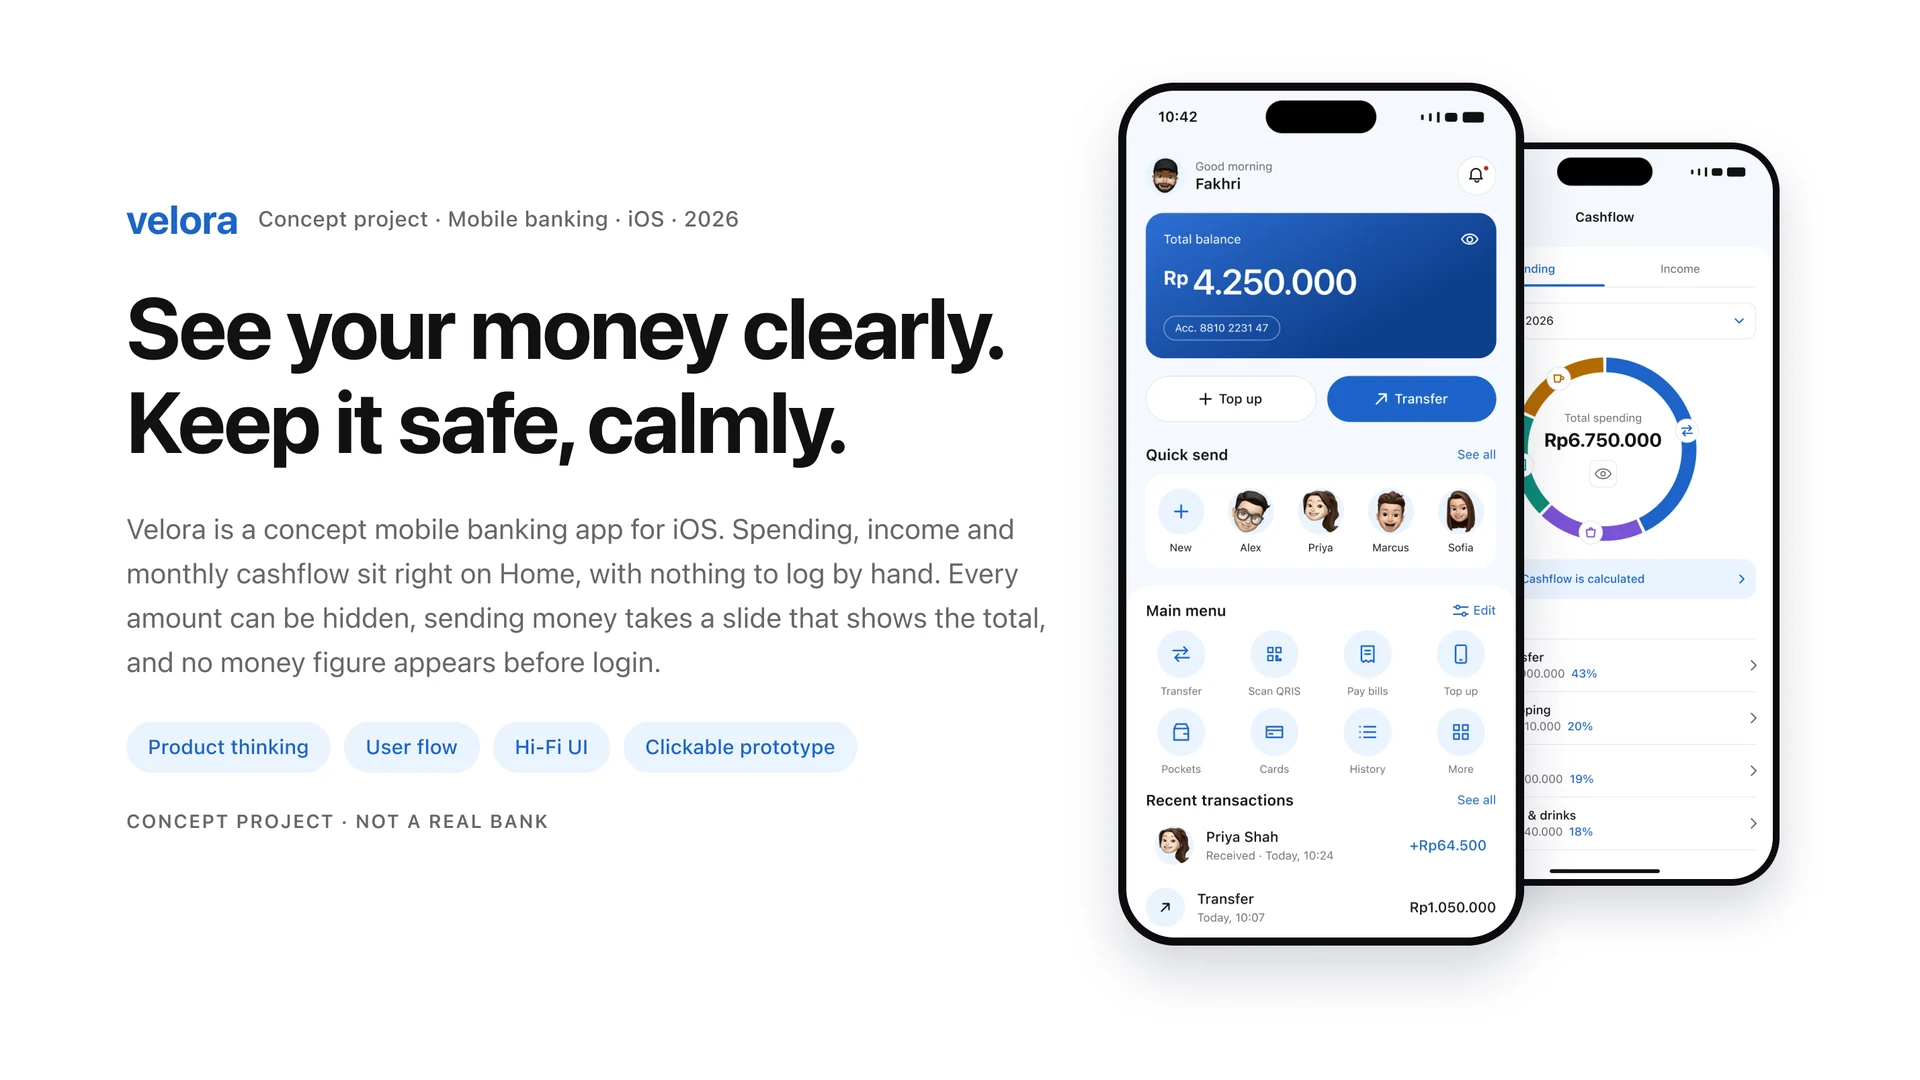 velora
Concept project · Mobile banking · iOS · 2026
See your money clearly.
Keep it safe, calmly.
Velora is a concept mobile banking app for iOS. Spending, income and
monthly cashflow sit right on Home, with nothing to log by hand. Every
amount can be hidden, sending money takes a slide that shows the total,
and no money figure appears before login.
Product thinking
User flow
Hi-Fi UI
Clickable prototype
CONCEPT PROJECT · NOT A REAL BANK
10:42
Good morning
Fakhri
Total balance
Rp 4.250.000
Acc. 8810 2231 47
Top up
Transfer
Quick send
See all
New
Alex
Priya
Marcus
Sofia
Main menu
Edit
Transfer
Scan QRIS
Pay bills
Top up
Pockets
Cards
History
More
Recent transactions
See all
Priya Shah
Received · Today, 10:24
+Rp64.500
Transfer
Today, 10:07
Rp1.050.000
Cashflow
nding
Income
2026
Total spending
Rp6.750.000
Cashflow is calculated
sfer
00.000 43%
ping
10.000 20%
00.000 19%
& drinks
40.000 18%